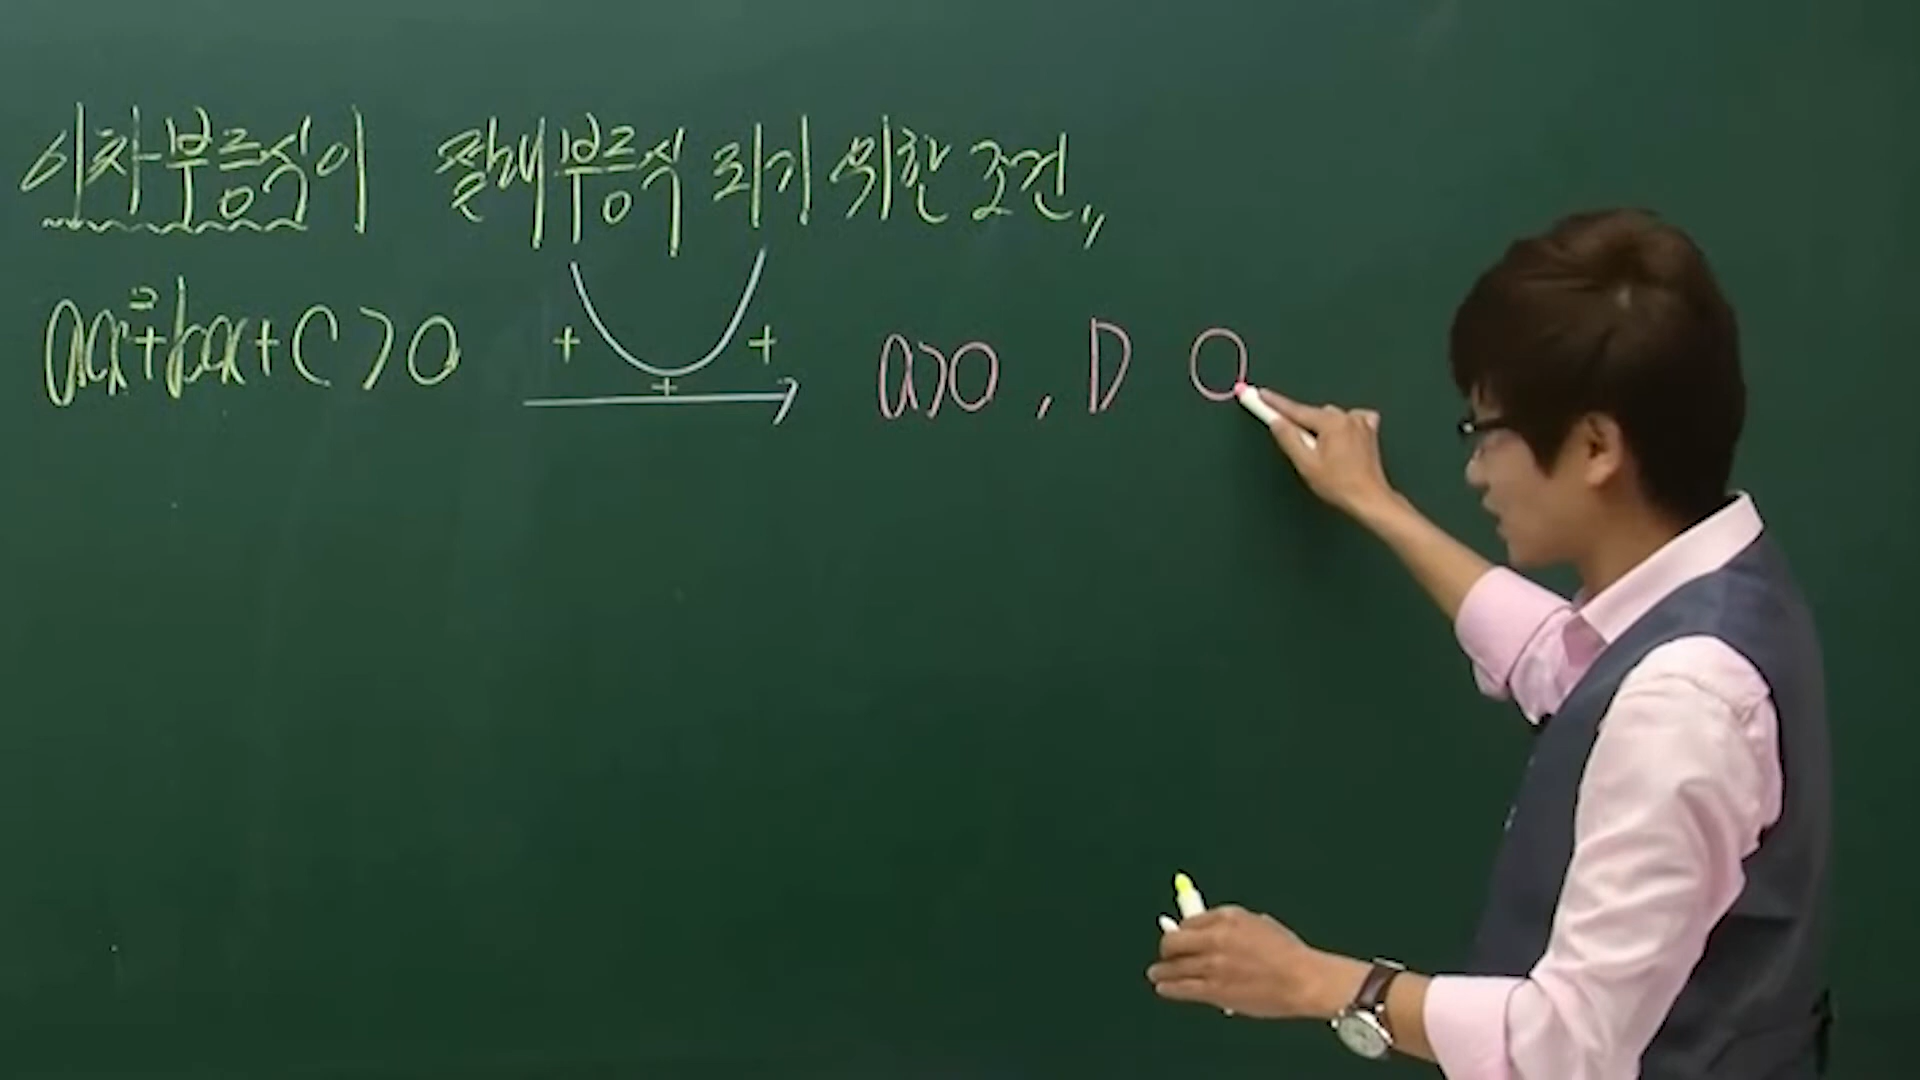 이차부등식이 절대부등식 되기 위한 조건,,
ax²+bx+c>0
+ + +
a>0, D 0